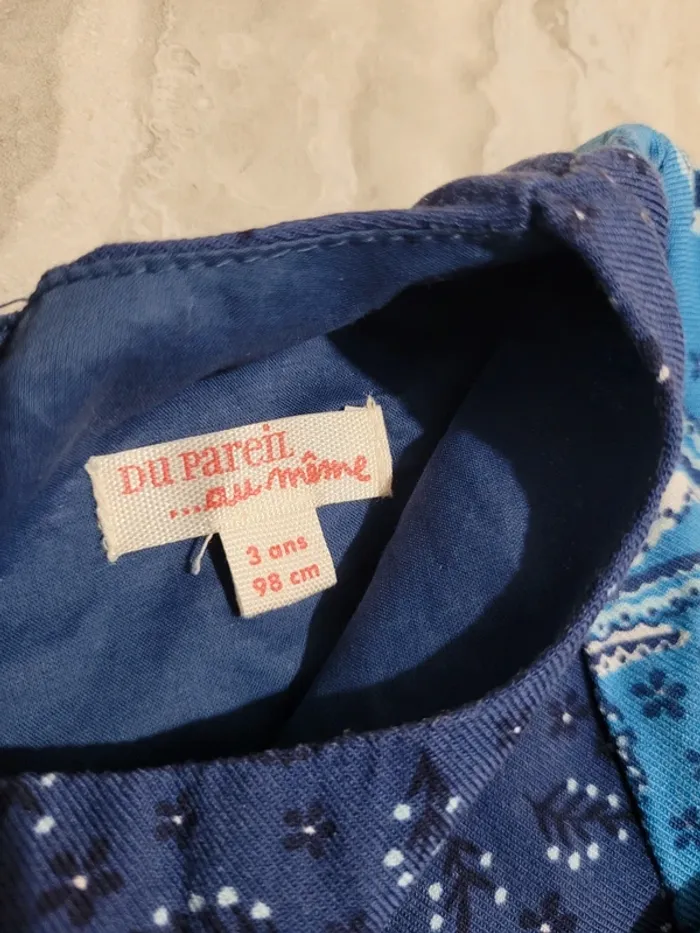 DU PAREIL
...au même
3 ans
98 cm